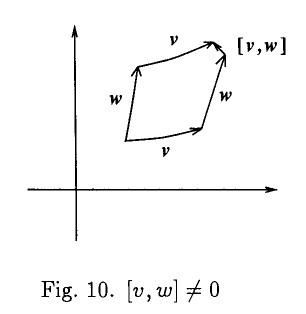 v
[v,w]
w
w
v
Fig. 10. [v, w] ≠ 0